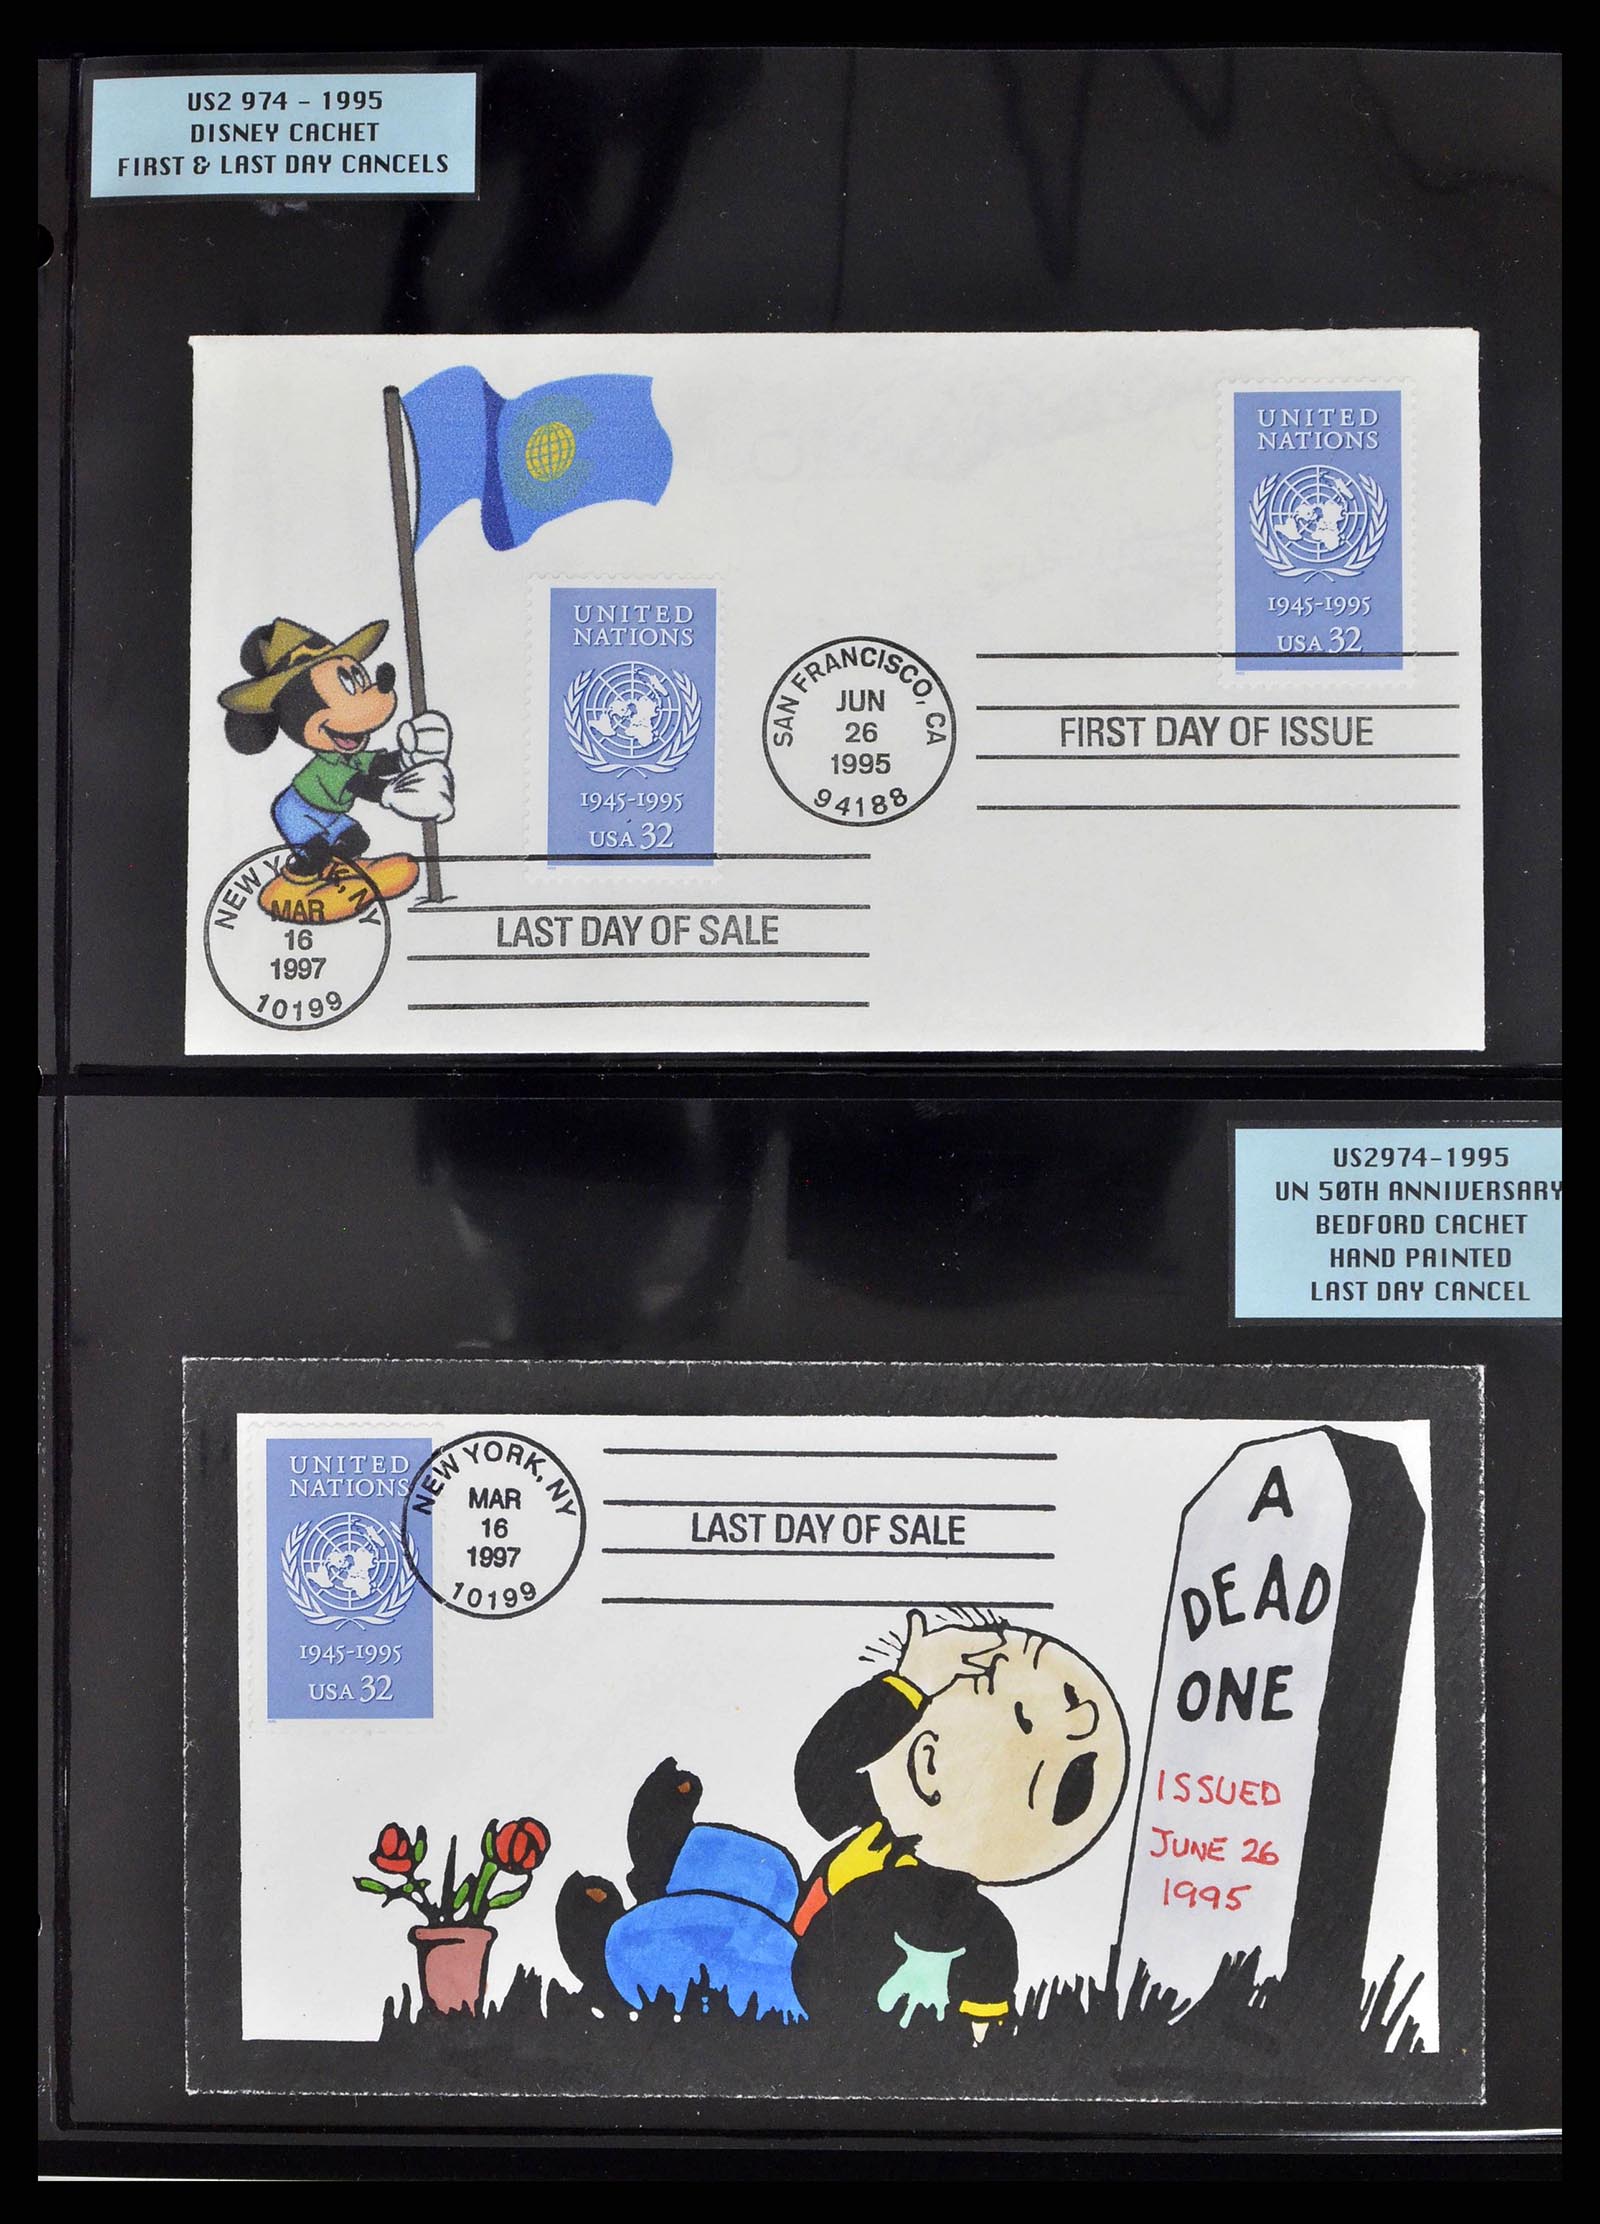 US2 974 - 1995
DISNEY CACHET
FIRST & LAST DAY CANCELS
UNITED
NATIONS
1945-1995
USA 32
UNITED
NATIONS
1945-1995
USA 32
SAN FRANCISCO, CA
JUN
26
1995
94188
FIRST DAY OF ISSUE
NEW YORK, NY
MAR
16
1997
10199
LAST DAY OF SALE
US2974-1995
UN 50TH ANNIVERSARY
BEDFORD CACHET
HAND PAINTED
LAST DAY CANCEL
UNITED
NATIONS
1945-1995
USA 32
NEW YORK, NY
MAR
16
1997
10199
LAST DAY OF SALE
A
DEAD
ONE
ISSUED
JUNE 26
1995